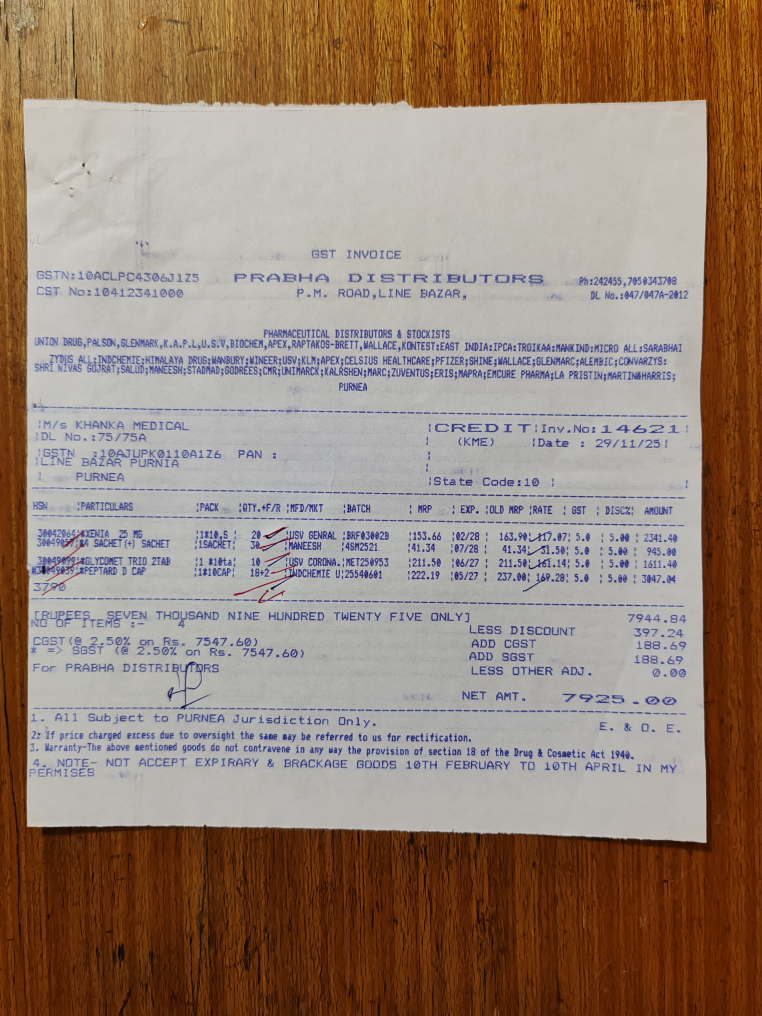 GST INVOICE
GSTN:10ACLPC4306J1Z5 PRABHA DISTRIBUTORS Ph:242455,7050343708
CST No:10412341000 P.M. ROAD,LINE BAZAR, DL No.:047/047A-2012
PHARMACEUTICAL DISTRIBUTORS & STOCKISTS
UNION DRUG,PALSON,GLENMARK,K.A.P.L,U.S.V,BIOCHEM,APEX,RAPTAKOS-BRETT,WALLACE,KONTEST:EAST INDIA:IPCA:TROIKAA:MANKIND:MICRO ALL:SARABHAI
ZYDUS ALL;INDCHEMIE;HIMALAYA DRUG;WANBURY;WINEER;USV;KLM;APEX;CELSIUS HEALTHCARE;PFIZER;SHINE;WALLACE;GLENMARC;ALEMBIC;CONVARZYS:
SHRI NIVAS GUJRAT;SALUD;MANEESH;STADMAD;GODREES;CMR;UNIMARCX;KALRSHEN;MARC;ZUVENTUS;ERIS;MAPRA;EMCURE PHARMA;LA PRISTIN;MARTIN&HARRIS;
PURNEA
M/s KHANKA MEDICAL CREDIT Inv.No:14621
DL No.:75/75A (KME) Date : 29/11/25
GSTN :10AJUPK0110A1Z6 PAN :
LINE BAZAR PURNIA
PURNEA State Code:10
HSN PARTICULARS PACK QTY.+F/R MFD/MKT BATCH MRP EXP. OLD MRP RATE GST DISC% AMOUNT
30042064 *XENIA 25 MG 1*10,S 20 USV GENRAL BRF03002B 153.66 02/28 163.90 117.07 5.0 5.00 2341.40
*4 SACHET(+) SACHET 1SACHET 30 MANEESH 4SM2521 41.34 07/28 41.34 31.50 5.0 5.00 945.00
30049099 *GLYCOMET TRIO 2TAB 1 *10ta 10 USV CORONA. MET250953 211.50 06/27 211.50 161.14 5.0 5.00 1611.40
*PEPTARD D CAP 1*10CAP 18+2 INDCHEMIE U 25540601 222.19 05/27 237.00 169.28 5.0 5.00 3047.04
3790
[RUPEES SEVEN THOUSAND NINE HUNDRED TWENTY FIVE ONLY] 7944.84
NO OF ITEMS :- 4 LESS DISCOUNT 397.24
CGST(@ 2.50% on Rs. 7547.60) ADD CGST 188.69
* => SGST (@ 2.50% on Rs. 7547.60) ADD SGST 188.69
For PRABHA DISTRIBUTORS LESS OTHER ADJ. 0.00
NET AMT. 7925.00
1. All Subject to PURNEA Jurisdiction Only. E. & O. E.
2: If price charged excess due to oversight the same may be referred to us for rectification.
3. Warranty-The above mentioned goods do not contravene in any way the provision of section 18 of the Drug & Cosmetic Act 1940.
4. NOTE- NOT ACCEPT EXPIRARY & BRACKAGE GOODS 10TH FEBRUARY TO 10TH APRIL IN MY
PERMISES